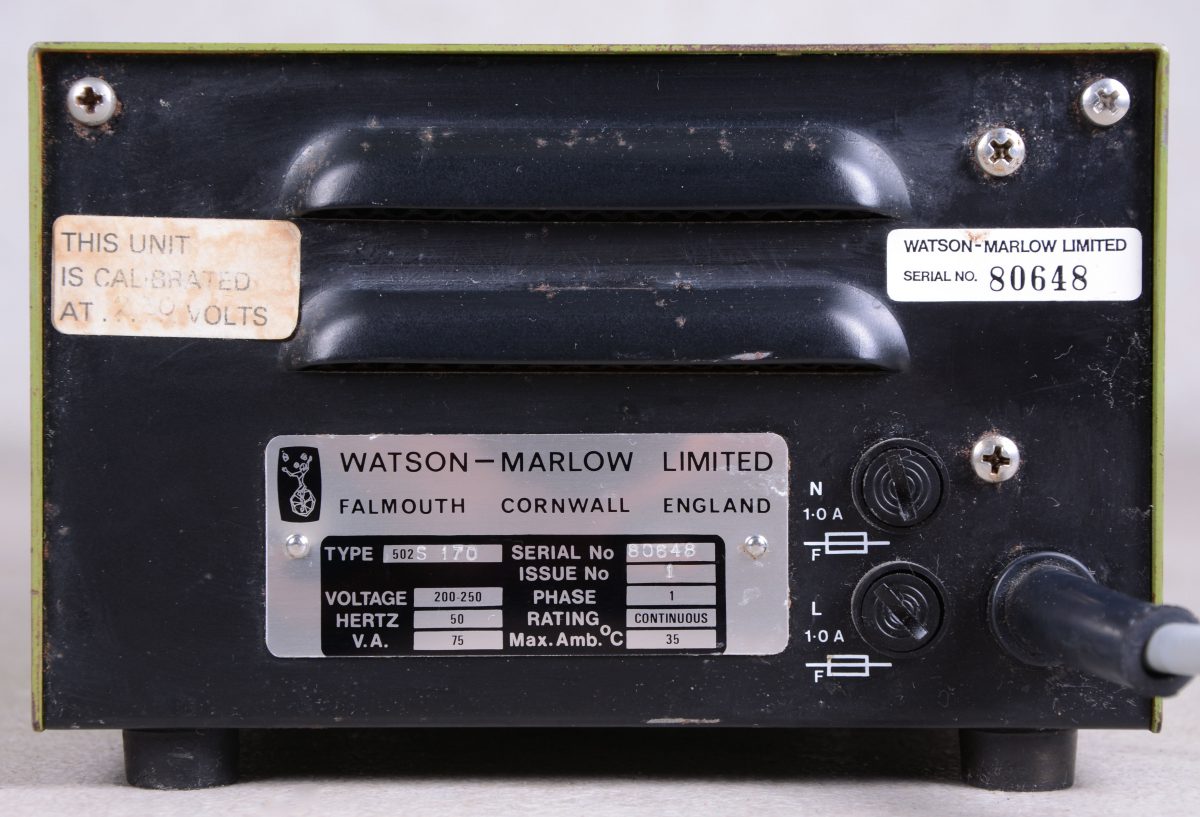 THIS UNIT
IS CALIBRATED
AT VOLTS
WATSON-MARLOW LIMITED
SERIAL NO. 80648
WATSON-MARLOW LIMITED
FALMOUTH CORNWALL ENGLAND
TYPE 502S 170 SERIAL No 80648
ISSUE No 1
VOLTAGE 200-250 PHASE 1
HERTZ 50 RATING CONTINUOUS
V.A. 75 Max. Amb. °C 35
N
1·0 A
F
L
1·0 A
F